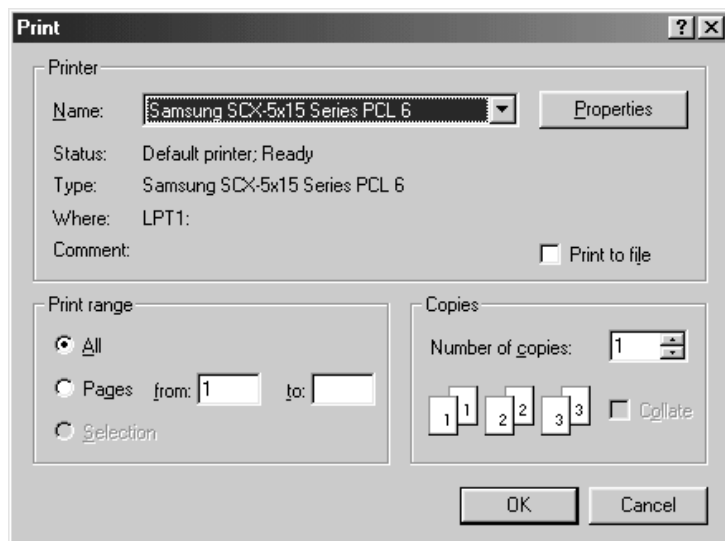 Print
Printer
Name: Samsung SCX-5x15 Series PCL 6 Properties
Status: Default printer; Ready
Type: Samsung SCX-5x15 Series PCL 6
Where: LPT1:
Comment: Print to file
Print range
All
Pages from: 1 to:
Selection
Copies
Number of copies: 1
1 1 2 2 3 3 Collate
OK Cancel